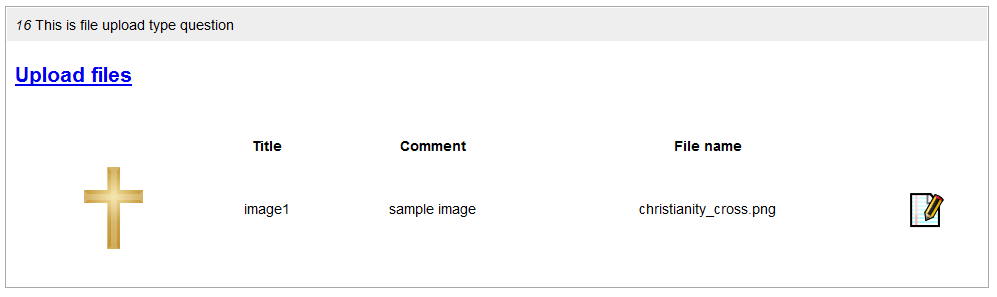 16 This is file upload type question
Upload files
Title Comment File name
image1 sample image christianity_cross.png